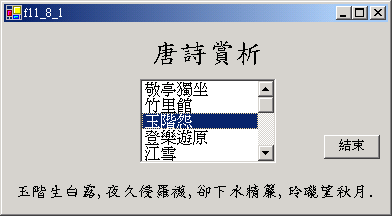 f11_8_1
唐詩賞析
敬亭獨坐
竹里館
玉階怨
登樂遊原
江雪
結束
玉階生白露,夜久侵羅襪,卻下水精簾,玲瓏望秋月.